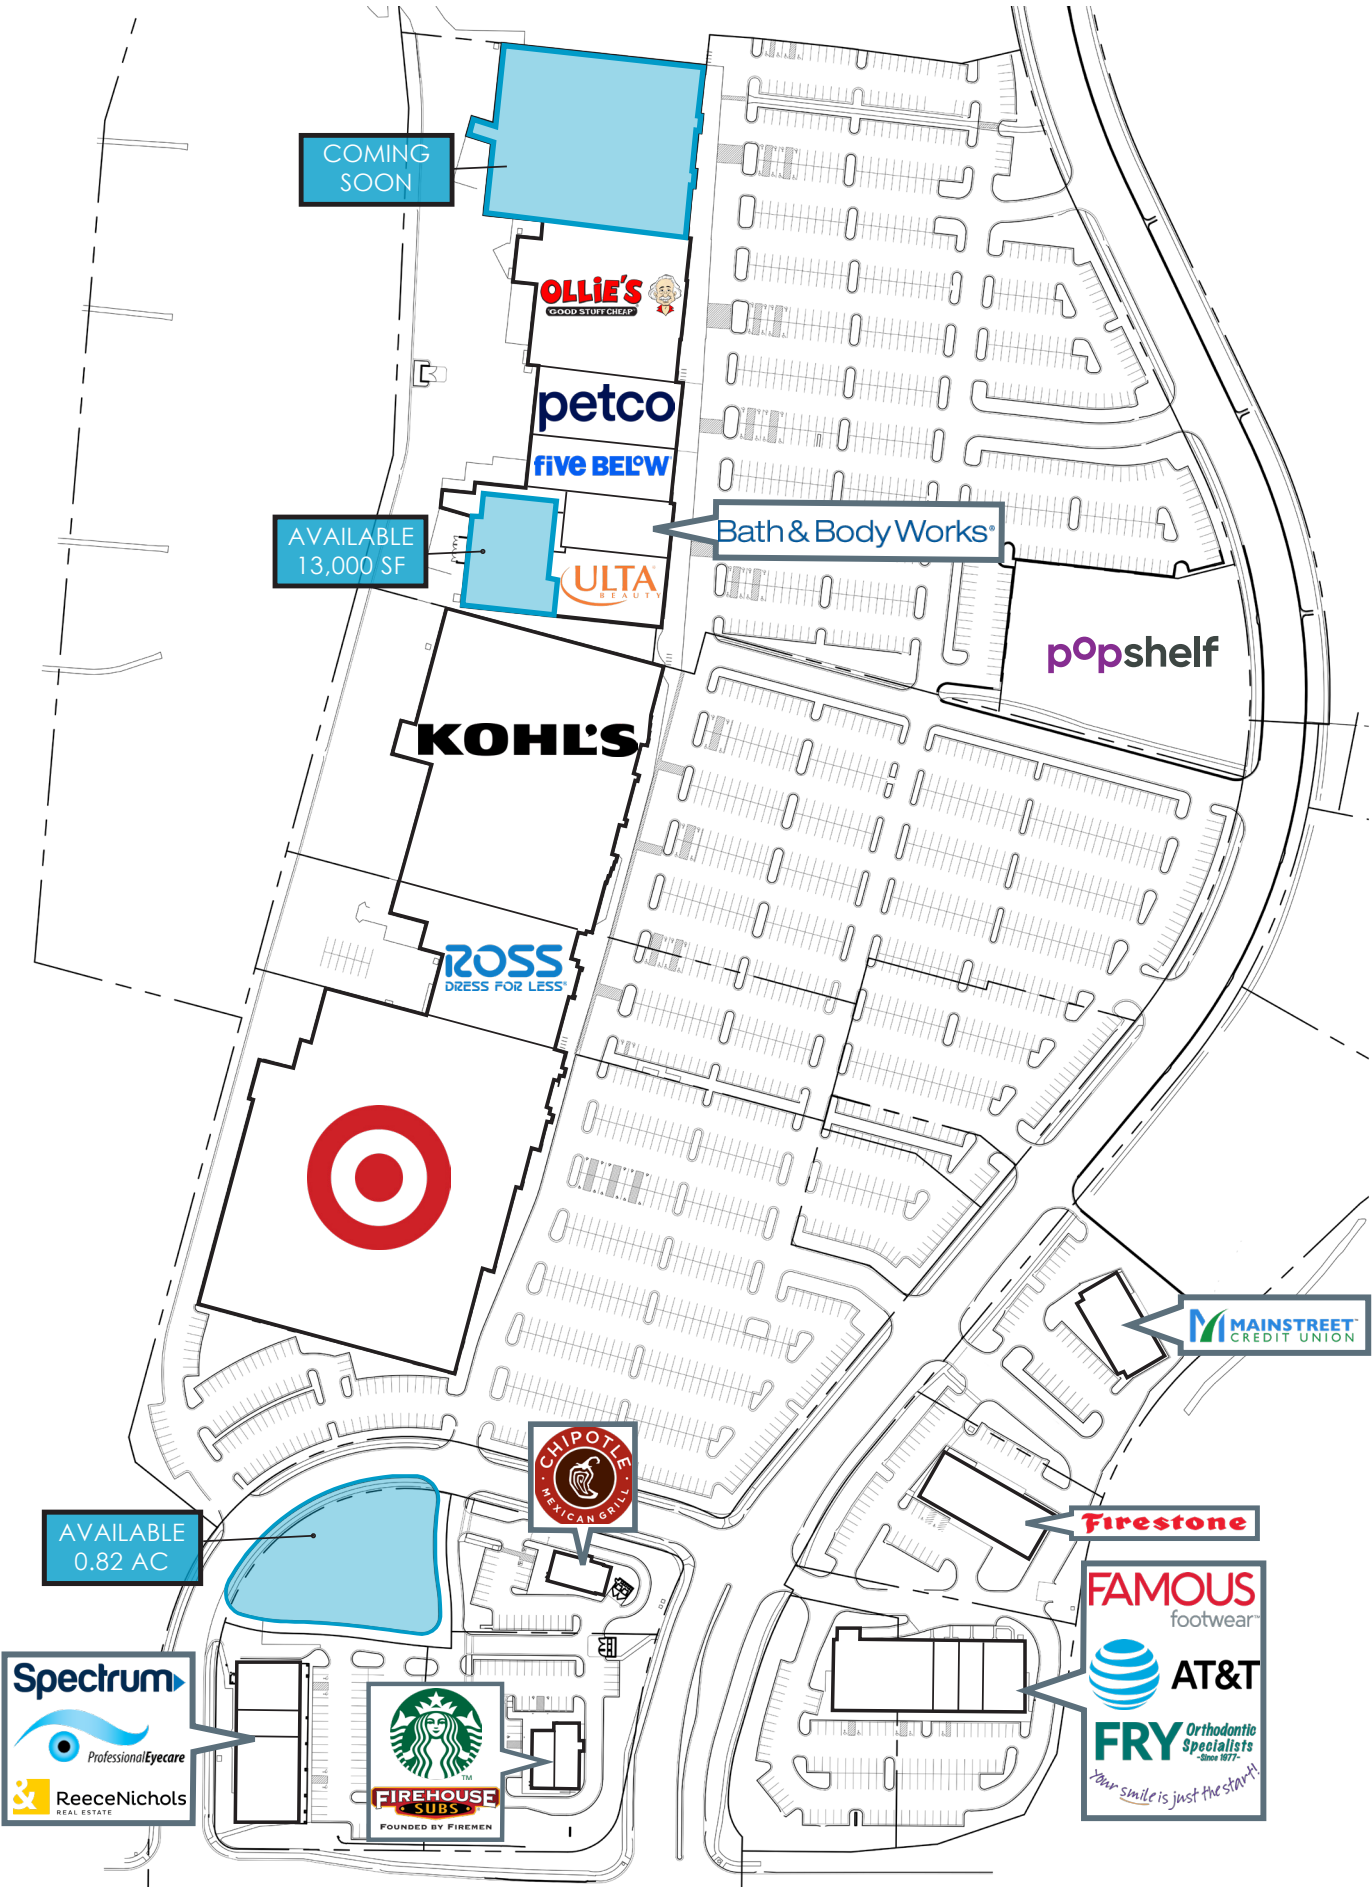 COMING
SOON
OLLiE'S
GOOD STUFF CHEAP
petco
fiVe BELOW
AVAILABLE
13,000 SF
Bath & Body Works®
ULTA
BEAUTY
popshelf
KOHL'S
ROSS
DRESS FOR LESS®
MAINSTREET
CREDIT UNION
CHIPOTLE
MEXICAN GRILL
AVAILABLE
0.82 AC
Firestone
FAMOUS
footwear™
AT&T
FRY Orthodontic
Specialists
-Since 1977-
your smile is just the start!
Spectrum
ProfessionalEyecare
& ReeceNichols
REAL ESTATE
TM
FIREHOUSE
SUBS
FOUNDED BY FIREMEN